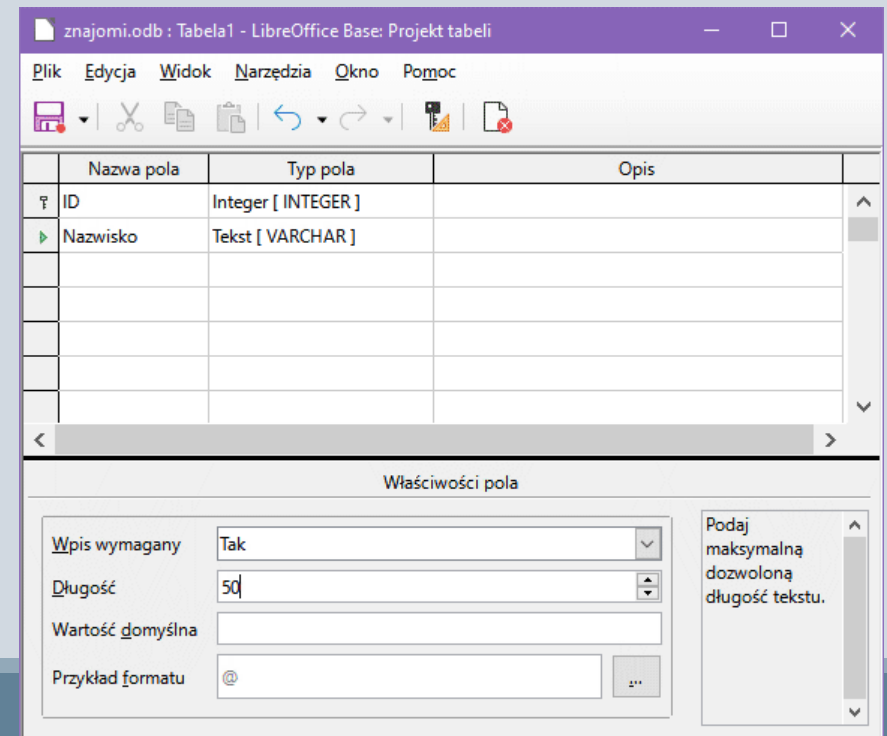 znajomi.odb : Tabela1 - LibreOffice Base: Projekt tabeli
Plik Edycja Widok Narzędzia Okno Pomoc
Nazwa pola Typ pola Opis
ID Integer [ INTEGER ]
Nazwisko Tekst [ VARCHAR ]
Właściwości pola
Wpis wymagany Tak
Długość 50
Wartość domyślna
Przykład formatu @ ...
Podaj
maksymalną
dozwoloną
długość tekstu.